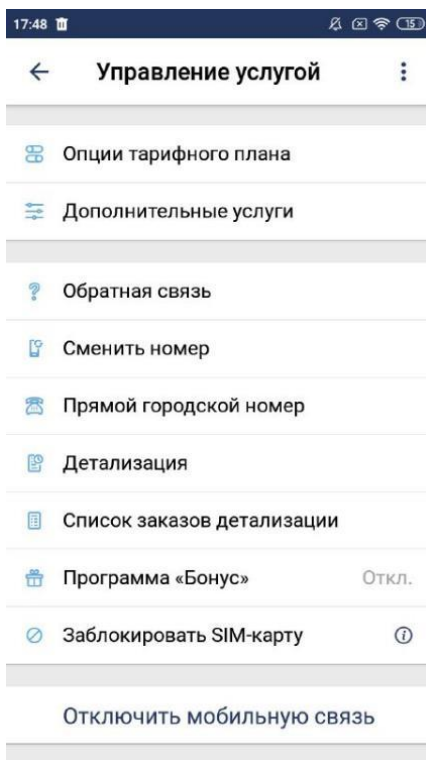 17:48 15
Управление услугой
Опции тарифного плана
Дополнительные услуги
Обратная связь
Сменить номер
Прямой городской номер
Детализация
Список заказов детализации
Программа «Бонус» Откл.
Заблокировать SIM-карту
Отключить мобильную связь